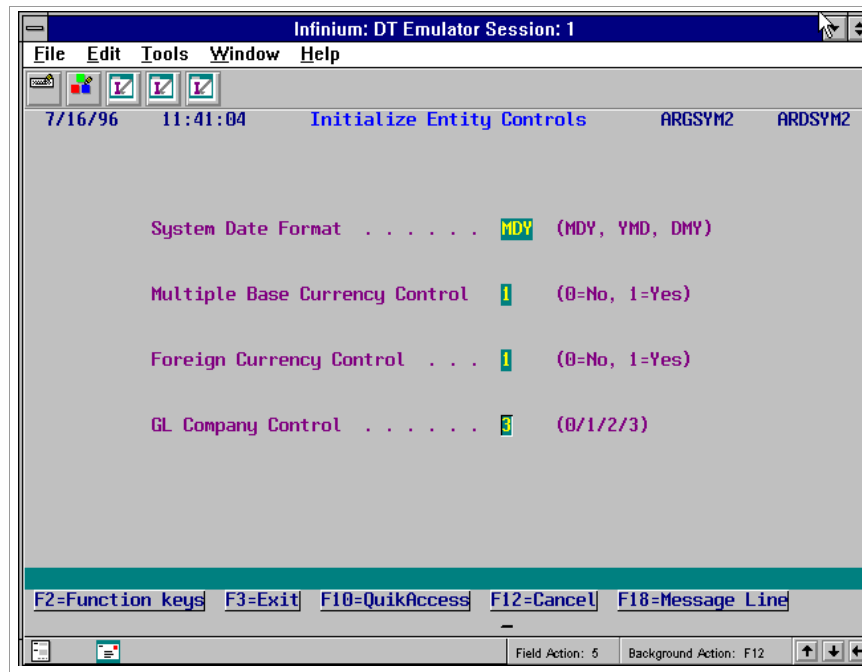 Infinium: DT Emulator Session: 1
File Edit Tools Window Help
7/16/96 11:41:04 Initialize Entity Controls ARGSYM2 ARDSYM2
System Date Format . . . . . . MDY (MDY, YMD, DMY)
Multiple Base Currency Control 1 (0=No, 1=Yes)
Foreign Currency Control . . . 1 (0=No, 1=Yes)
GL Company Control . . . . . . 3 (0/1/2/3)
F2=Function keys F3=Exit F10=QuikAccess F12=Cancel F18=Message Line
Field Action: 5 Background Action: F12